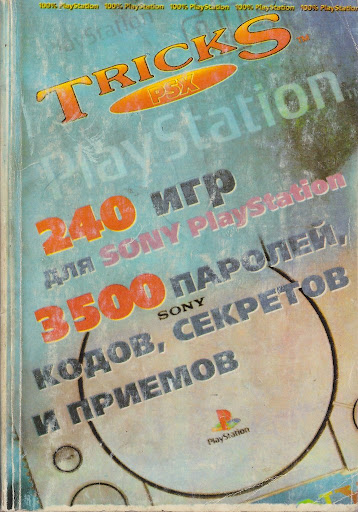 100% PlayStation 100% PlayStation 100% PlayStation 100% PlayStation 100% PlayStation
TRICKS
PSX
PlayStation
240 игр
для SONY PlayStation
3500 ПАРОЛЕЙ,
SONY
КОДОВ, СЕКРЕТОВ
И ПРИЕМОВ
PlayStation